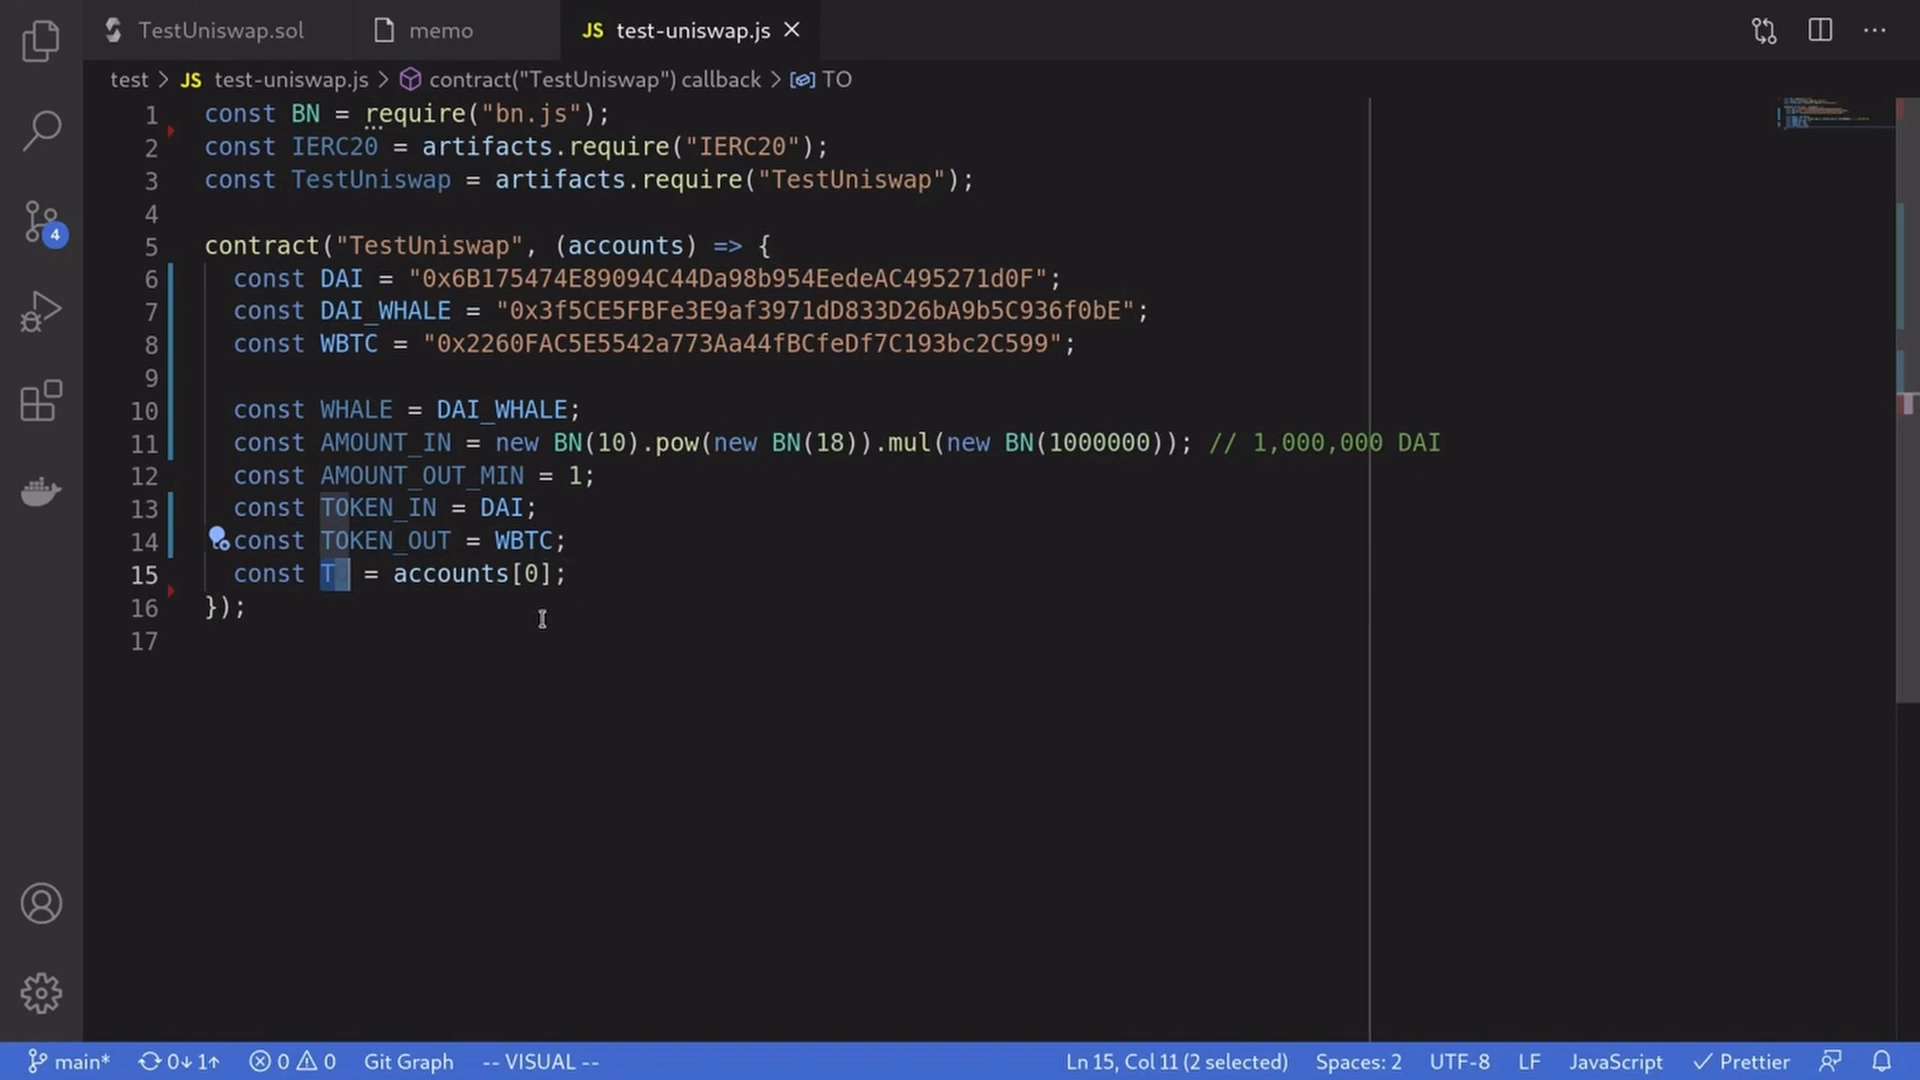 TestUniswap.sol memo JS test-uniswap.js
test > JS test-uniswap.js > contract("TestUniswap") callback > TO
1 const BN = require("bn.js");
2 const IERC20 = artifacts.require("IERC20");
3 const TestUniswap = artifacts.require("TestUniswap");
4
5 contract("TestUniswap", (accounts) => {
6 const DAI = "0x6B175474E89094C44Da98b954EedeAC495271d0F";
7 const DAI_WHALE = "0x3f5CE5FBFe3E9af3971dD833D26bA9b5C936f0bE";
8 const WBTC = "0x2260FAC5E5542a773Aa44fBCfeDf7C193bc2C599";
9
10 const WHALE = DAI_WHALE;
11 const AMOUNT_IN = new BN(10).pow(new BN(18)).mul(new BN(1000000)); // 1,000,000 DAI
12 const AMOUNT_OUT_MIN = 1;
13 const TOKEN_IN = DAI;
14 const TOKEN_OUT = WBTC;
15 const TO = accounts[0];
16 });
17
4
main* 0↓ 1↑ 0 0 Git Graph -- VISUAL -- Ln 15, Col 11 (2 selected) Spaces: 2 UTF-8 LF JavaScript Prettier